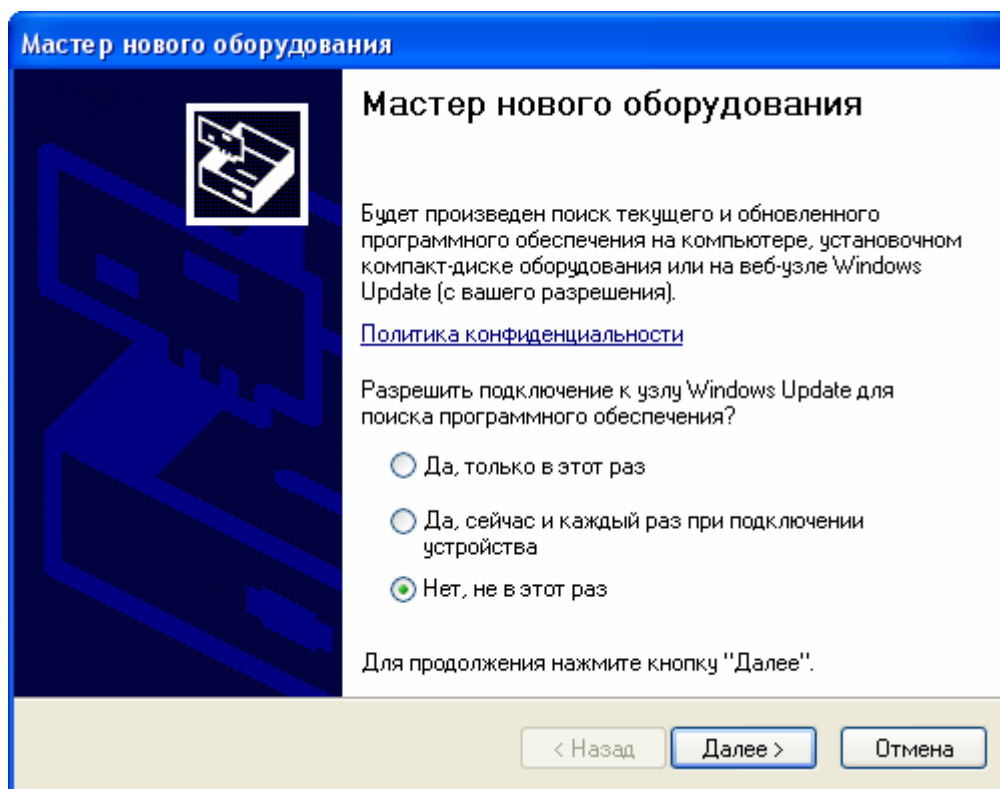 Мастер нового оборудования
Мастер нового оборудования
Будет произведен поиск текущего и обновленного
программного обеспечения на компьютере, установочном
компакт-диске оборудования или на веб-узле Windows
Update (с вашего разрешения).
Политика конфиденциальности
Разрешить подключение к узлу Windows Update для
поиска программного обеспечения?
Да, только в этот раз
Да, сейчас и каждый раз при подключении
устройства
Нет, не в этот раз
Для продолжения нажмите кнопку "Далее".
< Назад Далее > Отмена